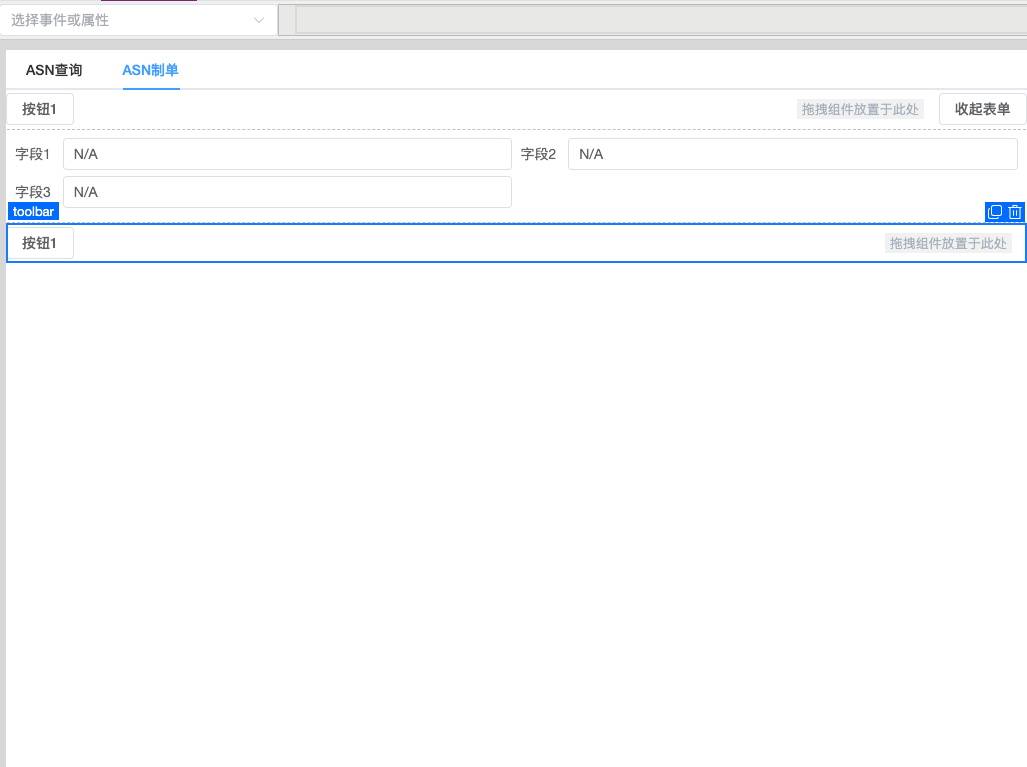 选择事件或属性
ASN查询 ASN制单
按钮1 拖拽组件放置于此处 收起表单
字段1 N/A 字段2 N/A
字段3 N/A
toolbar
按钮1 拖拽组件放置于此处